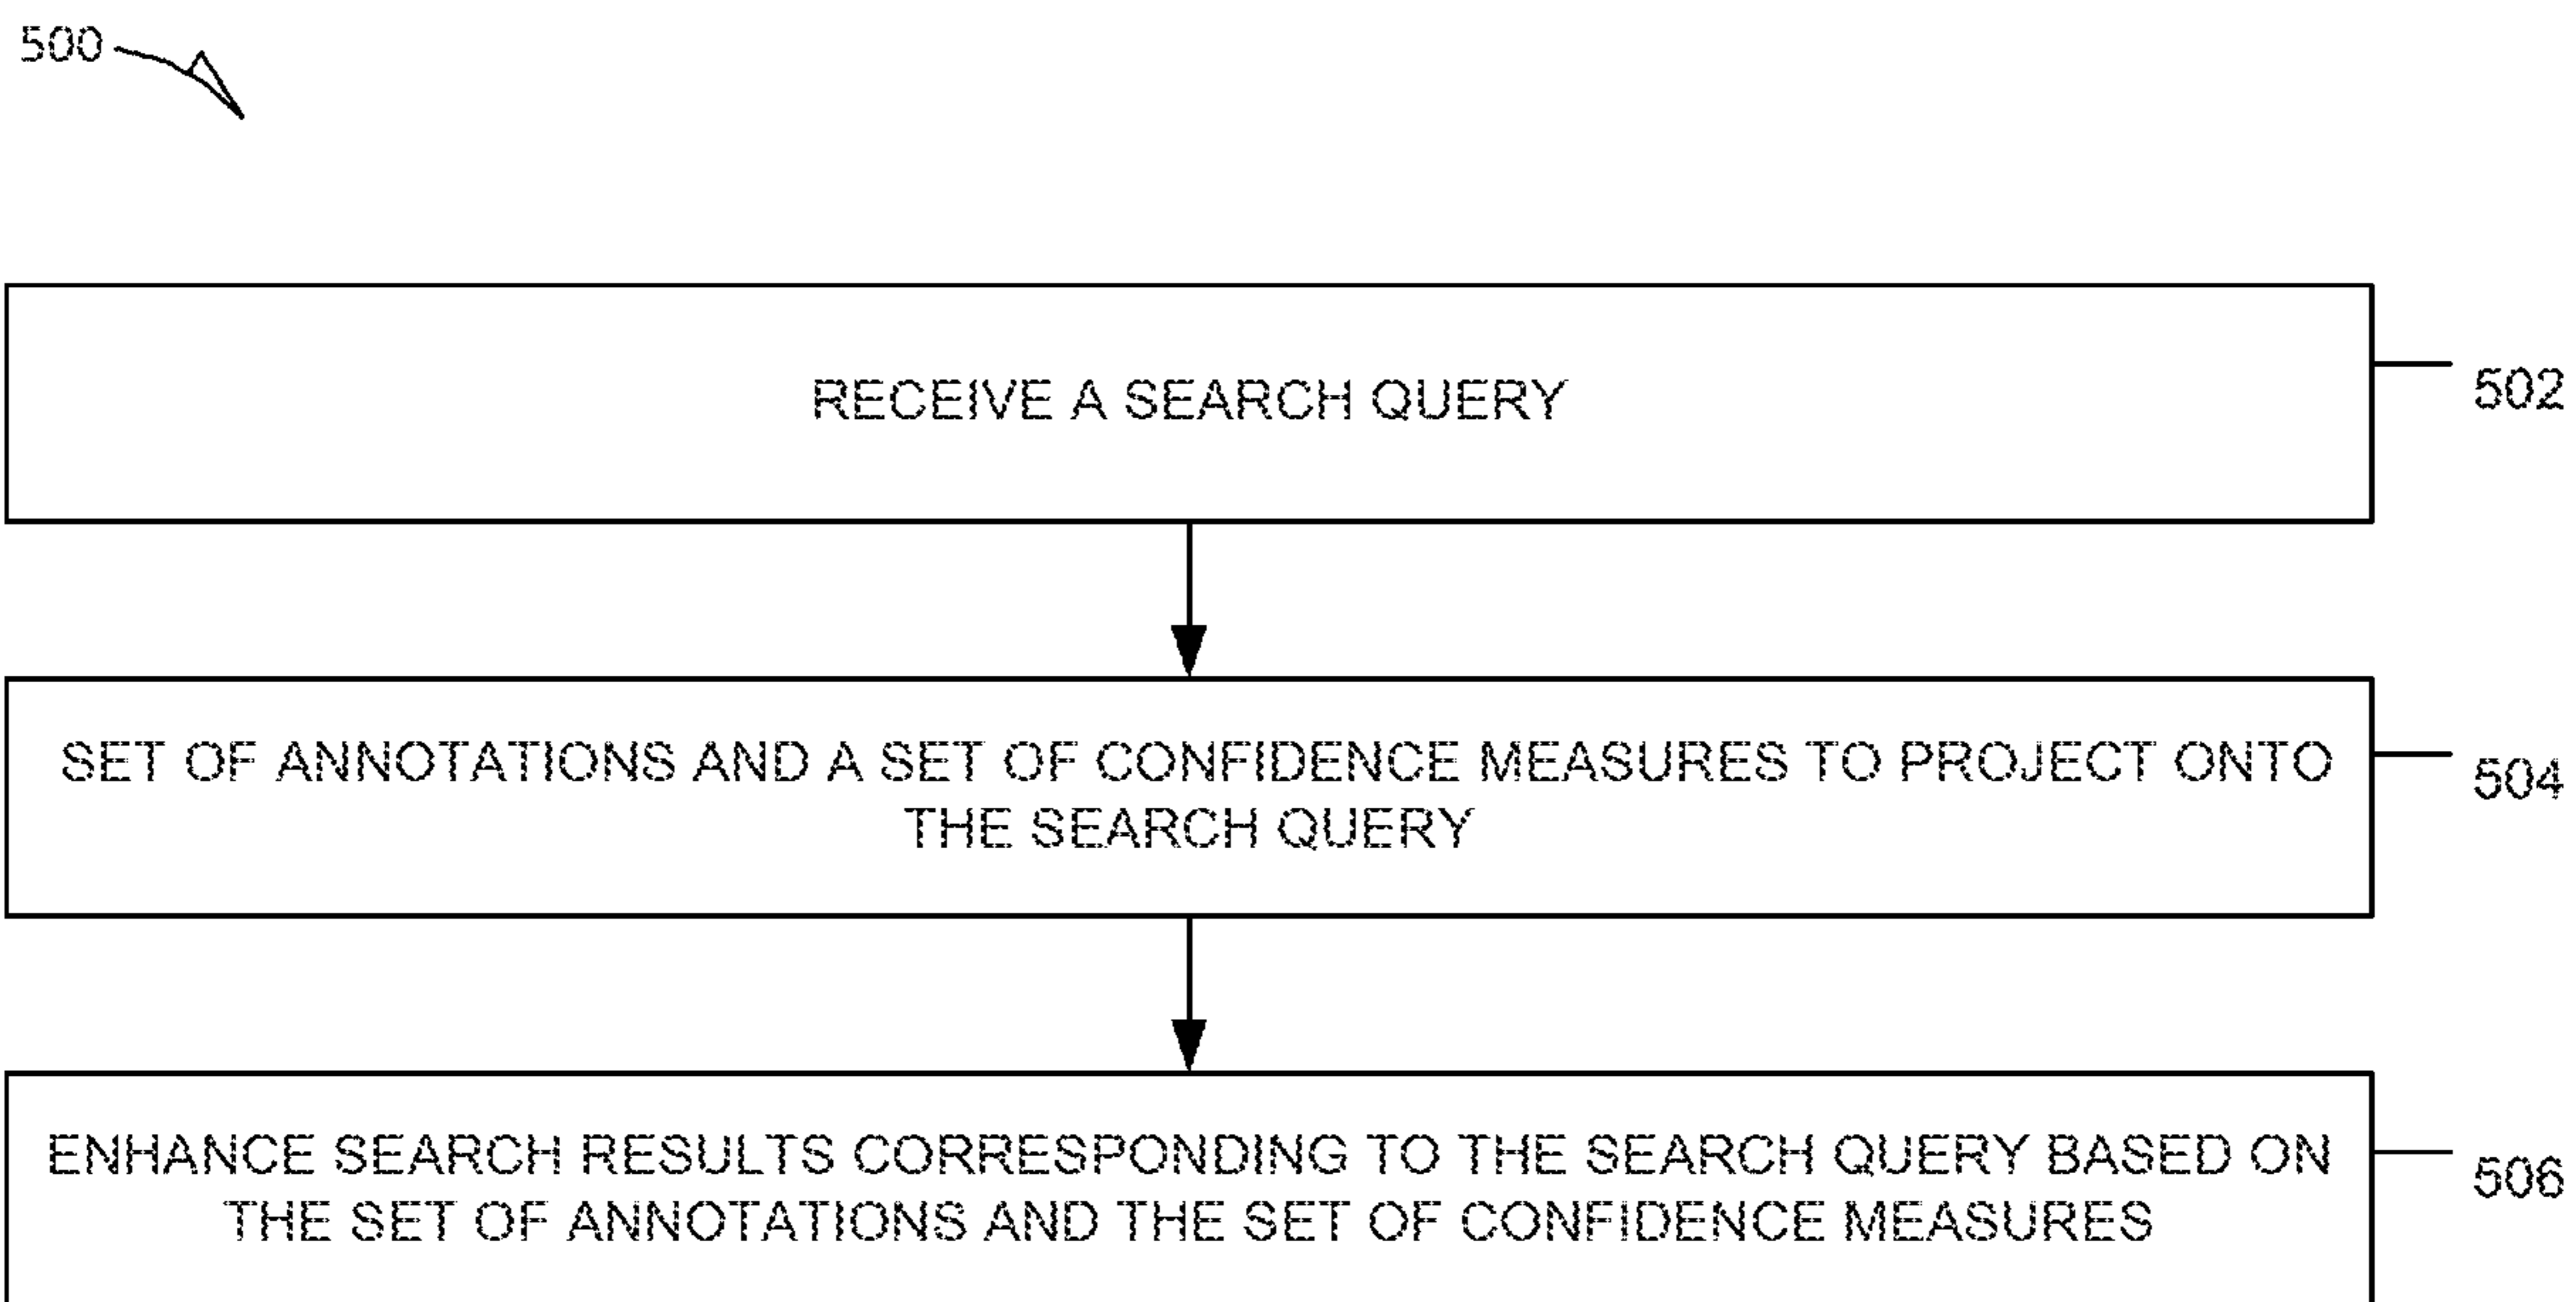 500
RECEIVE A SEARCH QUERY
502
SET OF ANNOTATIONS AND A SET OF CONFIDENCE MEASURES TO PROJECT ONTO
THE SEARCH QUERY
504
ENHANCE SEARCH RESULTS CORRESPONDING TO THE SEARCH QUERY BASED ON
THE SET OF ANNOTATIONS AND THE SET OF CONFIDENCE MEASURES
506